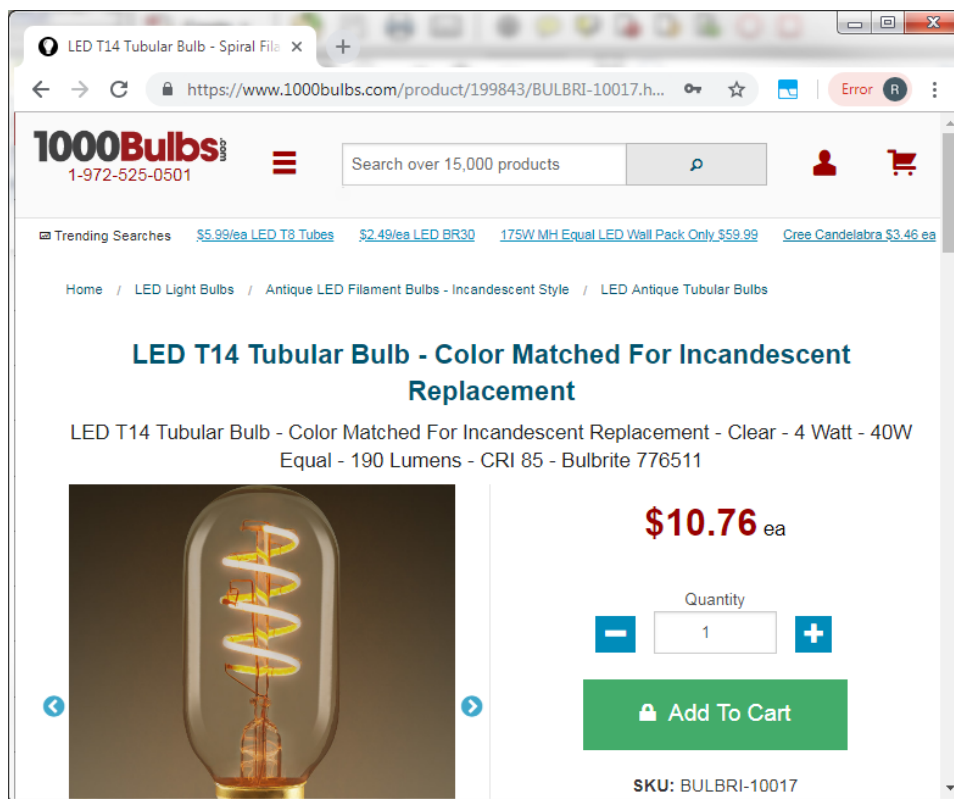 LED T14 Tubular Bulb - Spiral Fila
https://www.1000bulbs.com/product/199843/BULBRI-10017.h...
Error R
1000Bulbs.com
1-972-525-0501
Search over 15,000 products
Trending Searches $5.99/ea LED T8 Tubes $2.49/ea LED BR30 175W MH Equal LED Wall Pack Only $59.99 Cree Candelabra $3.46 ea
Home / LED Light Bulbs / Antique LED Filament Bulbs - Incandescent Style / LED Antique Tubular Bulbs
LED T14 Tubular Bulb - Color Matched For Incandescent
Replacement
LED T14 Tubular Bulb - Color Matched For Incandescent Replacement - Clear - 4 Watt - 40W
Equal - 190 Lumens - CRI 85 - Bulbrite 776511
$10.76 ea
Quantity
1
Add To Cart
SKU: BULBRI-10017